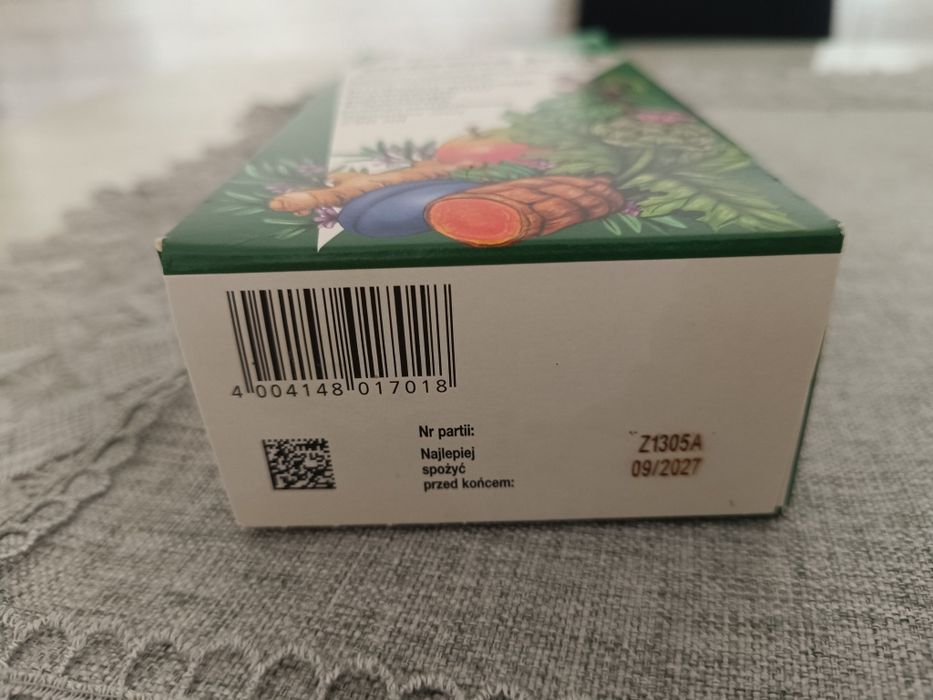 4 004148 017018
Nr partii:
Z1305A
Najlepiej
spożyć
przed końcem:
09/2027